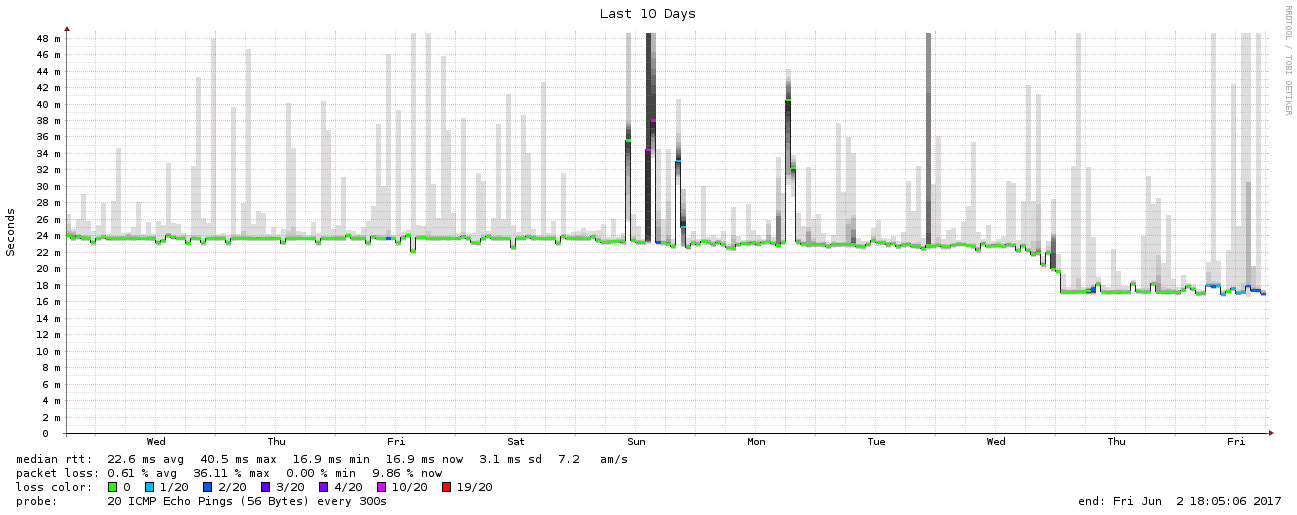 Last 10 Days
RRDTOOL / TOBI OETIKER
Seconds
48 m
46 m
44 m
42 m
40 m
38 m
36 m
34 m
32 m
30 m
28 m
26 m
24 m
22 m
20 m
18 m
16 m
14 m
12 m
10 m
8 m
6 m
4 m
2 m
0
Wed Thu Fri Sat Sun Mon Tue Wed Thu Fri
median rtt: 22.6 ms avg 40.5 ms max 16.9 ms min 16.9 ms now 3.1 ms sd 7.2 am/s
packet loss: 0.61 % avg 36.11 % max 0.00 % min 9.86 % now
loss color: 0 1/20 2/20 3/20 4/20 10/20 19/20
probe: 20 ICMP Echo Pings (56 Bytes) every 300s end: Fri Jun 2 18:05:06 2017